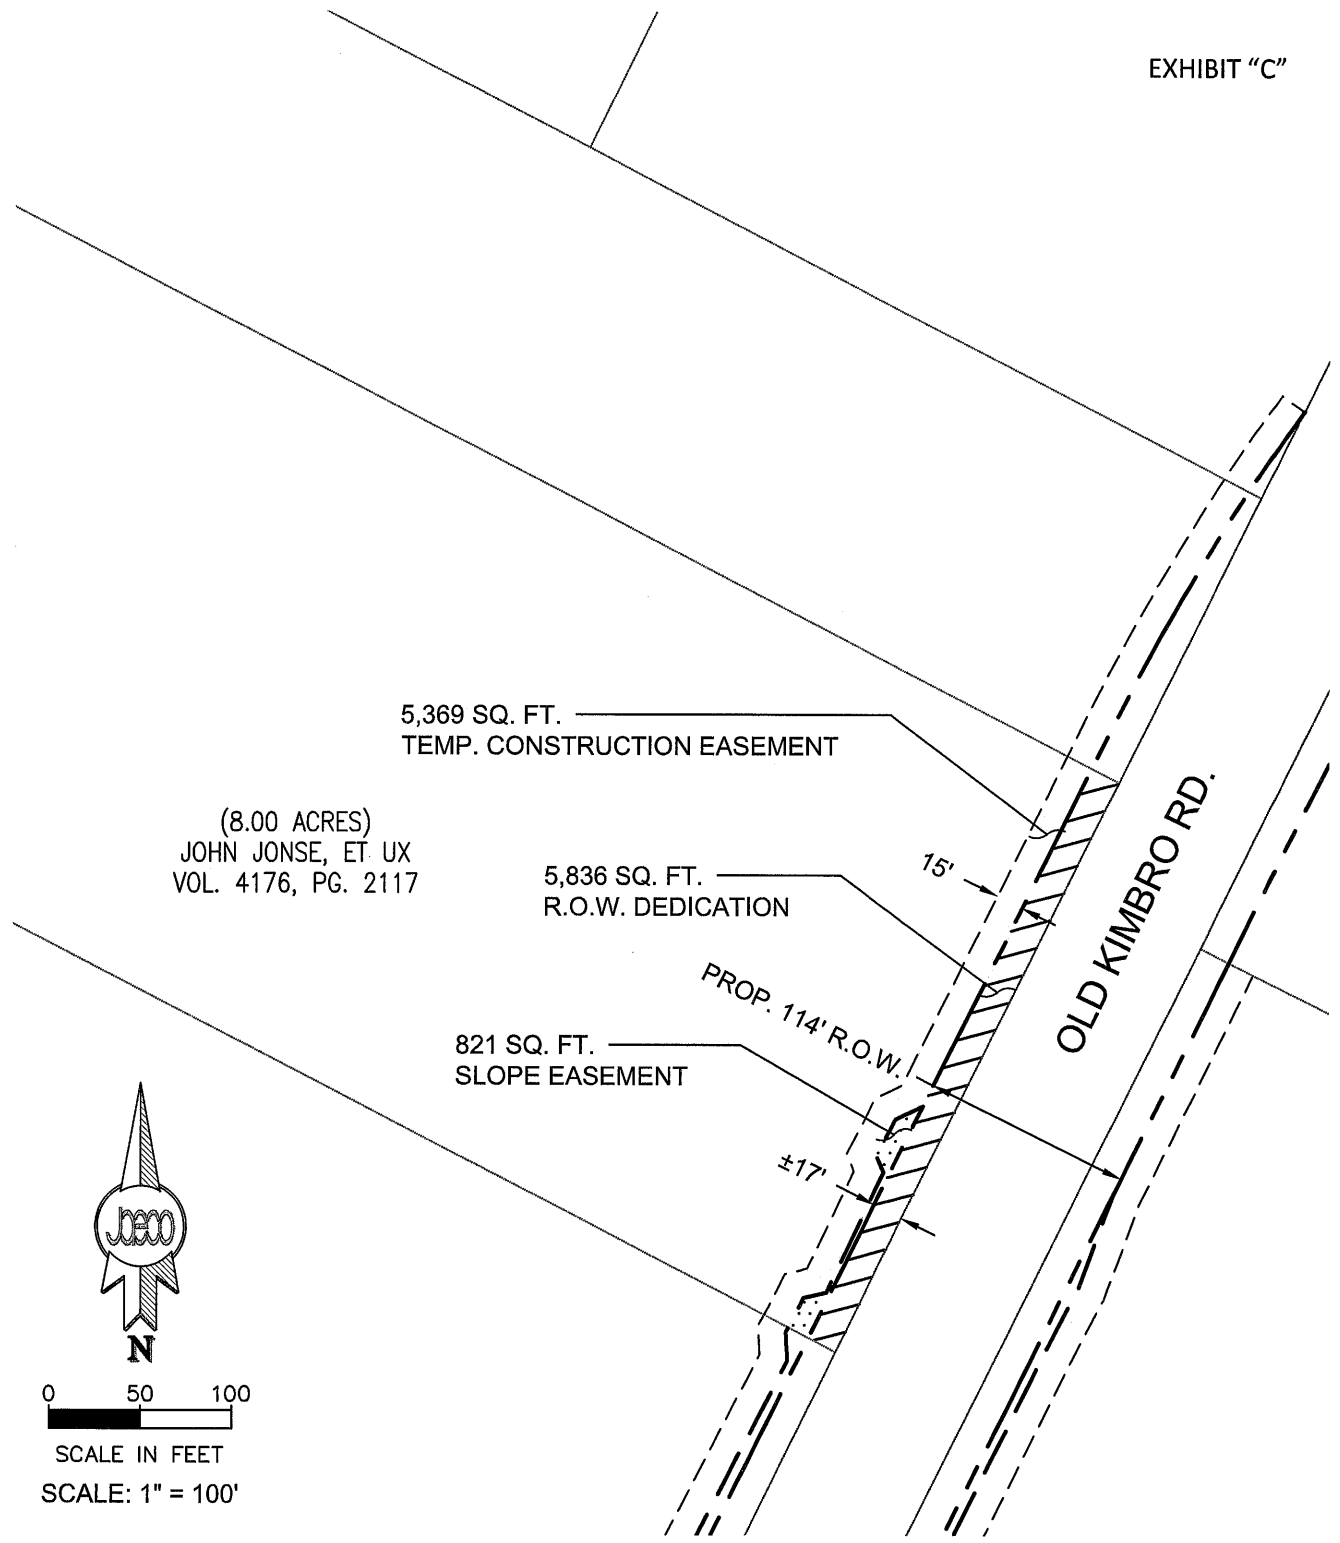 EXHIBIT “C”
5,369 SQ. FT.
TEMP. CONSTRUCTION EASEMENT
(8.00 ACRES)
JOHN JONSE, ET UX
VOL. 4176, PG. 2117
15'
5,836 SQ. FT.
R.O.W. DEDICATION
OLD KIMBRO RD.
PROP. 114' R.O.W.
821 SQ. FT.
SLOPE EASEMENT
±17'
Jaeco
N
0 50 100
SCALE IN FEET
SCALE: 1" = 100'